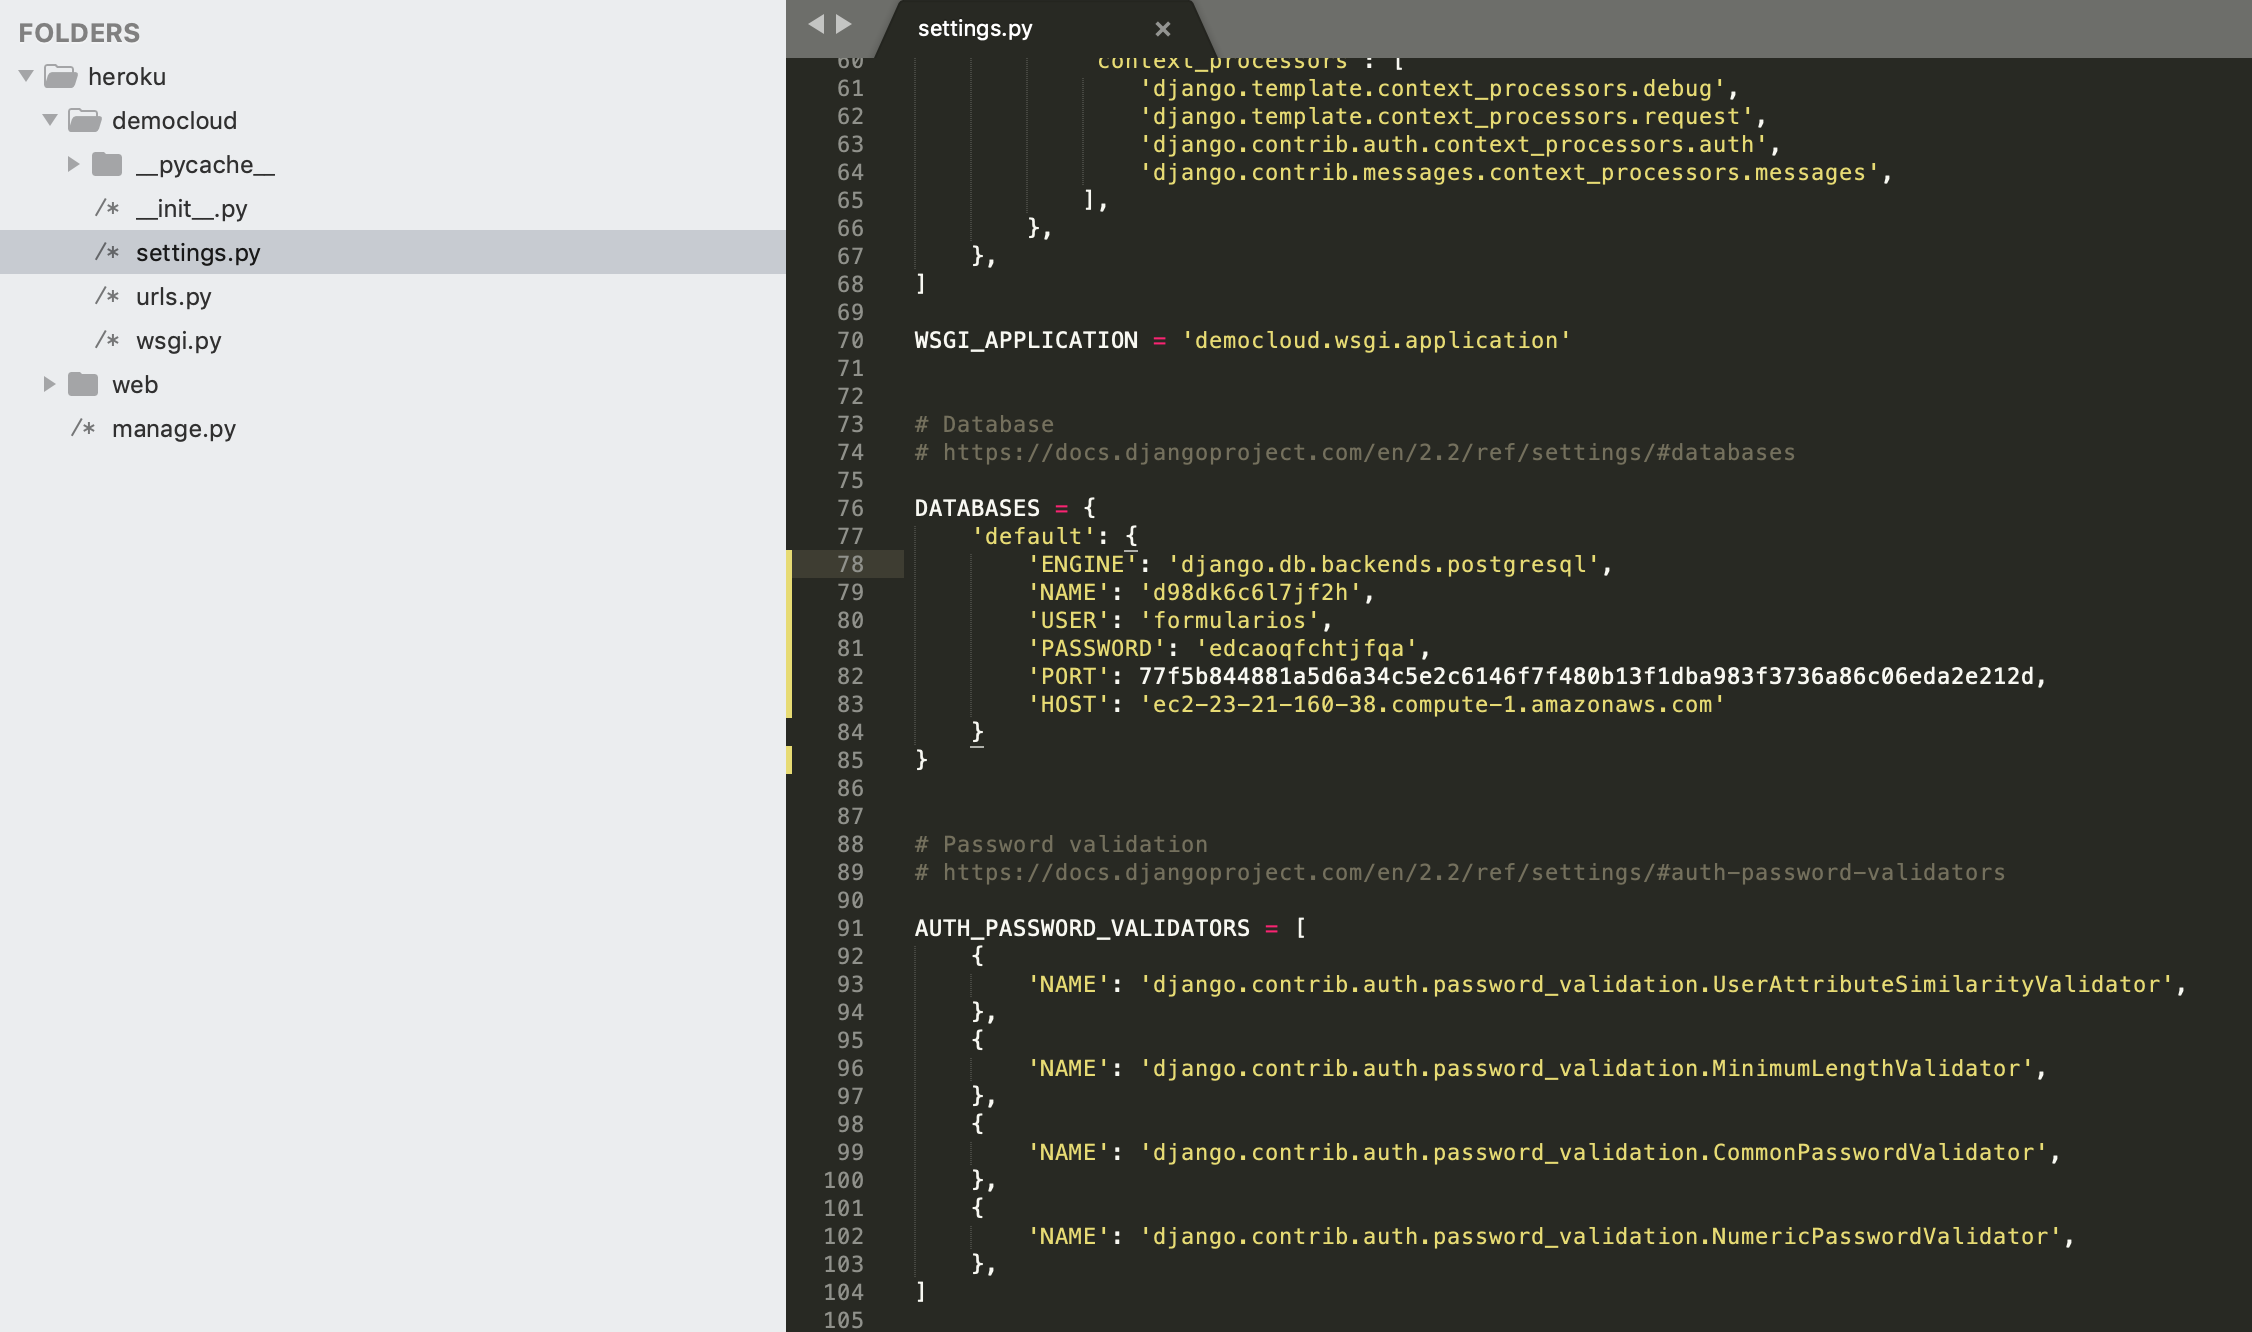 FOLDERS
heroku
democloud
__pycache__
/* __init__.py
/* settings.py
/* urls.py
/* wsgi.py
web
/* manage.py
settings.py ×
60 'context_processors': [
61 'django.template.context_processors.debug',
62 'django.template.context_processors.request',
63 'django.contrib.auth.context_processors.auth',
64 'django.contrib.messages.context_processors.messages',
65 ],
66 },
67 },
68 ]
69
70 WSGI_APPLICATION = 'democloud.wsgi.application'
71
72
73 # Database
74 # https://docs.djangoproject.com/en/2.2/ref/settings/#databases
75
76 DATABASES = {
77 'default': {
78 'ENGINE': 'django.db.backends.postgresql',
79 'NAME': 'd98dk6c6l7jf2h',
80 'USER': 'formularios',
81 'PASSWORD': 'edcaoqfchtjfqa',
82 'PORT': 77f5b844881a5d6a34c5e2c6146f7f480b13f1dba983f3736a86c06eda2e212d,
83 'HOST': 'ec2-23-21-160-38.compute-1.amazonaws.com'
84 }
85 }
86
87
88 # Password validation
89 # https://docs.djangoproject.com/en/2.2/ref/settings/#auth-password-validators
90
91 AUTH_PASSWORD_VALIDATORS = [
92 {
93 'NAME': 'django.contrib.auth.password_validation.UserAttributeSimilarityValidator',
94 },
95 {
96 'NAME': 'django.contrib.auth.password_validation.MinimumLengthValidator',
97 },
98 {
99 'NAME': 'django.contrib.auth.password_validation.CommonPasswordValidator',
100 },
101 {
102 'NAME': 'django.contrib.auth.password_validation.NumericPasswordValidator',
103 },
104 ]
105